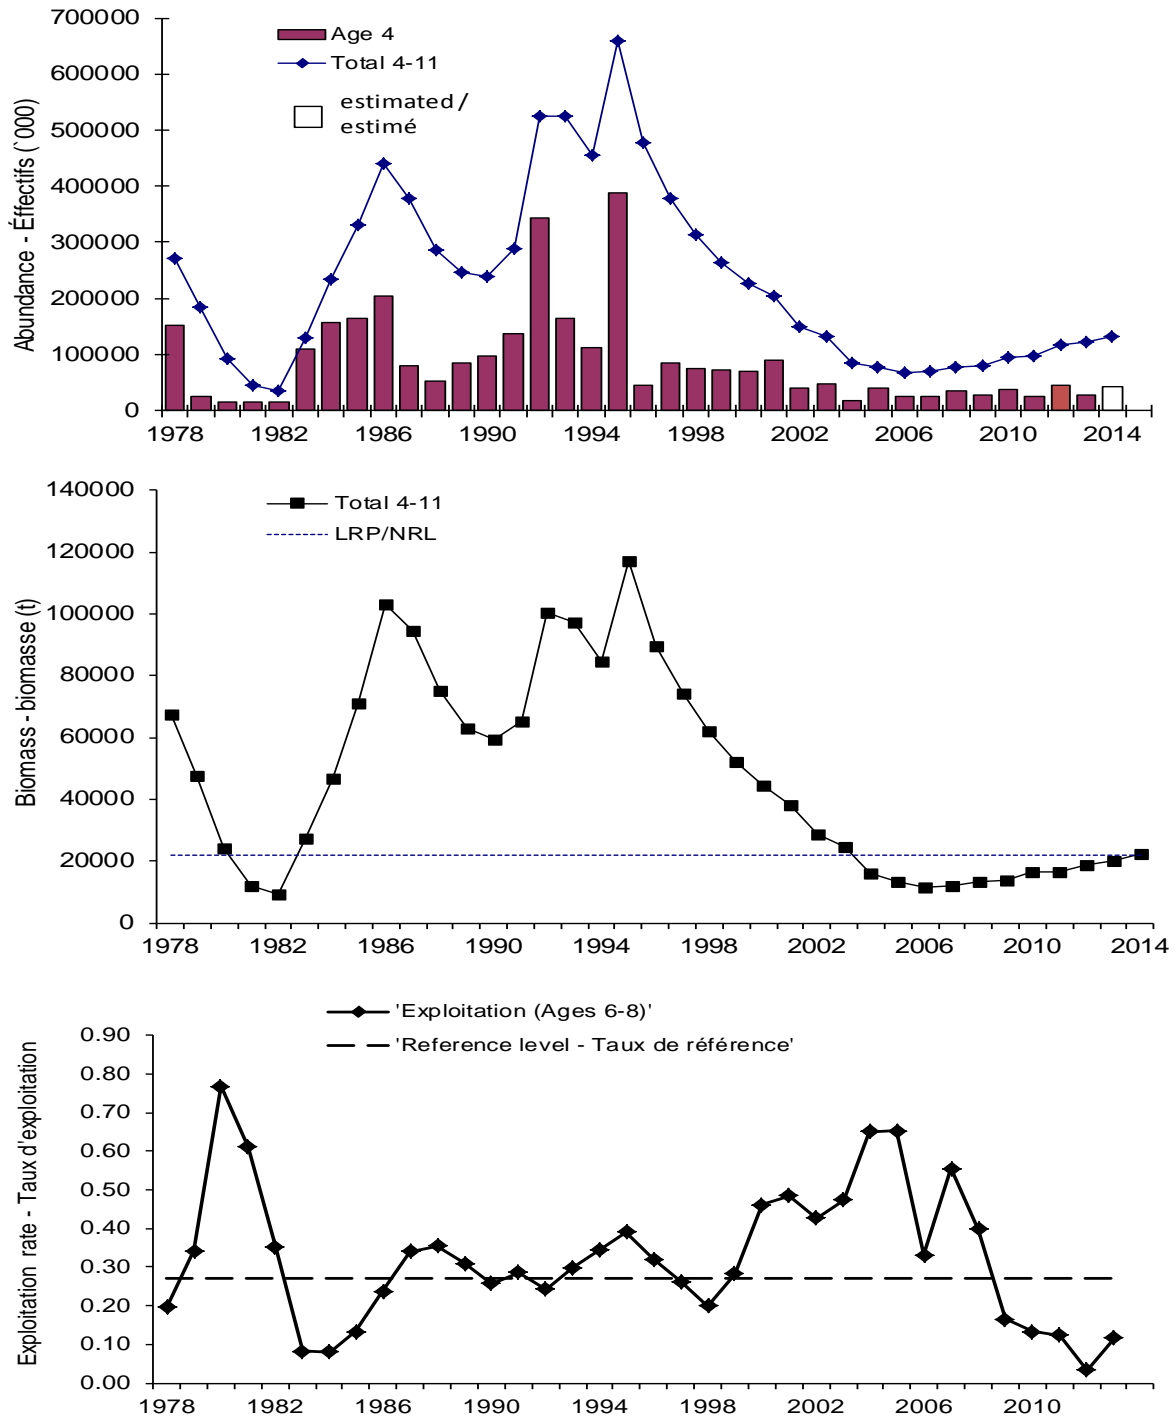 700000
600000
500000
400000
300000
200000
100000
0
Abundance - Éffectifs (`000)
Age 4
Total 4-11
estimated /
estimé
1978 1982 1986 1990 1994 1998 2002 2006 2010 2014
140000
120000
100000
80000
60000
40000
20000
0
Biomass - biomasse (t)
Total 4-11
LRP/NRL
1978 1982 1986 1990 1994 1998 2002 2006 2010 2014
'Exploitation (Ages 6-8)'
'Reference level - Taux de référence'
0.90
0.80
0.70
0.60
0.50
0.40
0.30
0.20
0.10
0.00
Exploitation rate - Taux d'exploitation
1978 1982 1986 1990 1994 1998 2002 2006 2010